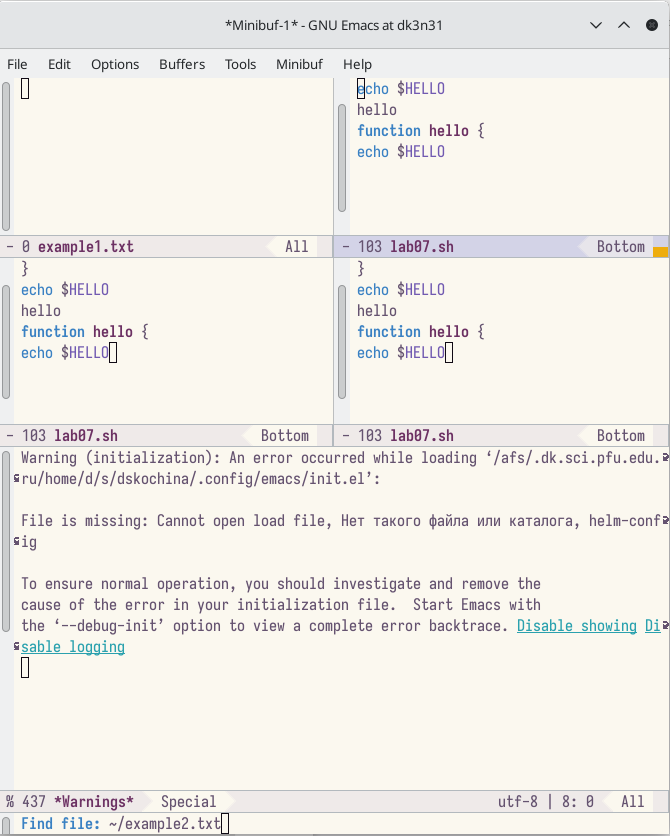 *Minibuf-1* - GNU Emacs at dk3n31
File Edit Options Buffers Tools Minibuf Help
echo $HELLO
hello
function hello {
echo $HELLO
- 0 example1.txt All
- 103 lab07.sh Bottom
}
echo $HELLO
hello
function hello {
echo $HELLO
- 103 lab07.sh Bottom
}
echo $HELLO
hello
function hello {
echo $HELLO
- 103 lab07.sh Bottom
Warning (initialization): An error occurred while loading ‘/afs/.dk.sci.pfu.edu.
ru/home/d/s/dskochina/.config/emacs/init.el’:
File is missing: Cannot open load file, Нет такого файла или каталога, helm-conf
ig
To ensure normal operation, you should investigate and remove the
cause of the error in your initialization file.  Start Emacs with
the ‘--debug-init’ option to view a complete error backtrace. Disable showing Di
sable logging
% 437 *Warnings* Special utf-8 | 8: 0 All
Find file: ~/example2.txt